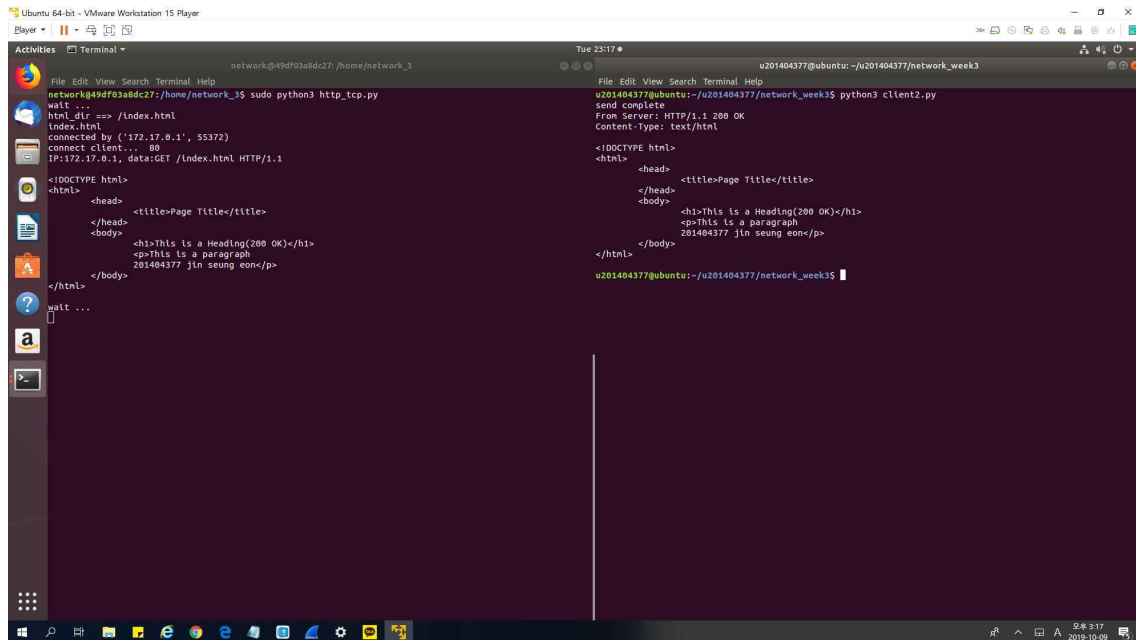 Ubuntu 64-bit - VMware Workstation 15 Player
Player
Activities Terminal Tue 23:17
network@49df03a8dc27: /home/network_3
File Edit View Search Terminal Help
network@49df03a8dc27:/home/network_3$ sudo python3 http_tcp.py
wait ...
html_dir ==> /index.html
index.html
connected by ('172.17.0.1', 55372)
connect client... 80
IP:172.17.0.1, data:GET /index.html HTTP/1.1
<!DOCTYPE html>
<html>
<head>
<title>Page Title</title>
</head>
<body>
<h1>This is a Heading(200 OK)</h1>
<p>This is a paragraph
201404377 jin seung eon</p>
</body>
</html>
wait ...
u201404377@ubuntu: ~/u201404377/network_week3
File Edit View Search Terminal Help
u201404377@ubuntu:~/u201404377/network_week3$ python3 client2.py
send complete
From Server: HTTP/1.1 200 OK
Content-Type: text/html
<!DOCTYPE html>
<html>
<head>
<title>Page Title</title>
</head>
<body>
<h1>This is a Heading(200 OK)</h1>
<p>This is a paragraph
201404377 jin seung eon</p>
</body>
</html>
u201404377@ubuntu:~/u201404377/network_week3$
A 오후 3:17
2019-10-09